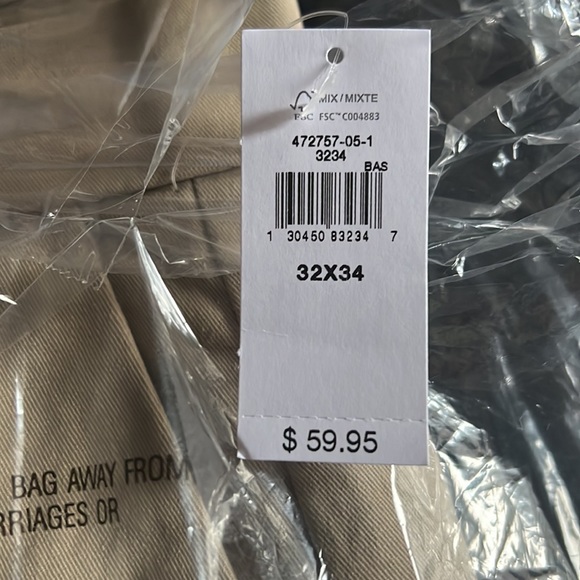 MIX/MIXTE
FSC FSC™ C004883
472757-05-1
3234
BAS
1 30450 83234 7
32X34
$ 59.95
BAG AWAY FROM
RRIAGES OR